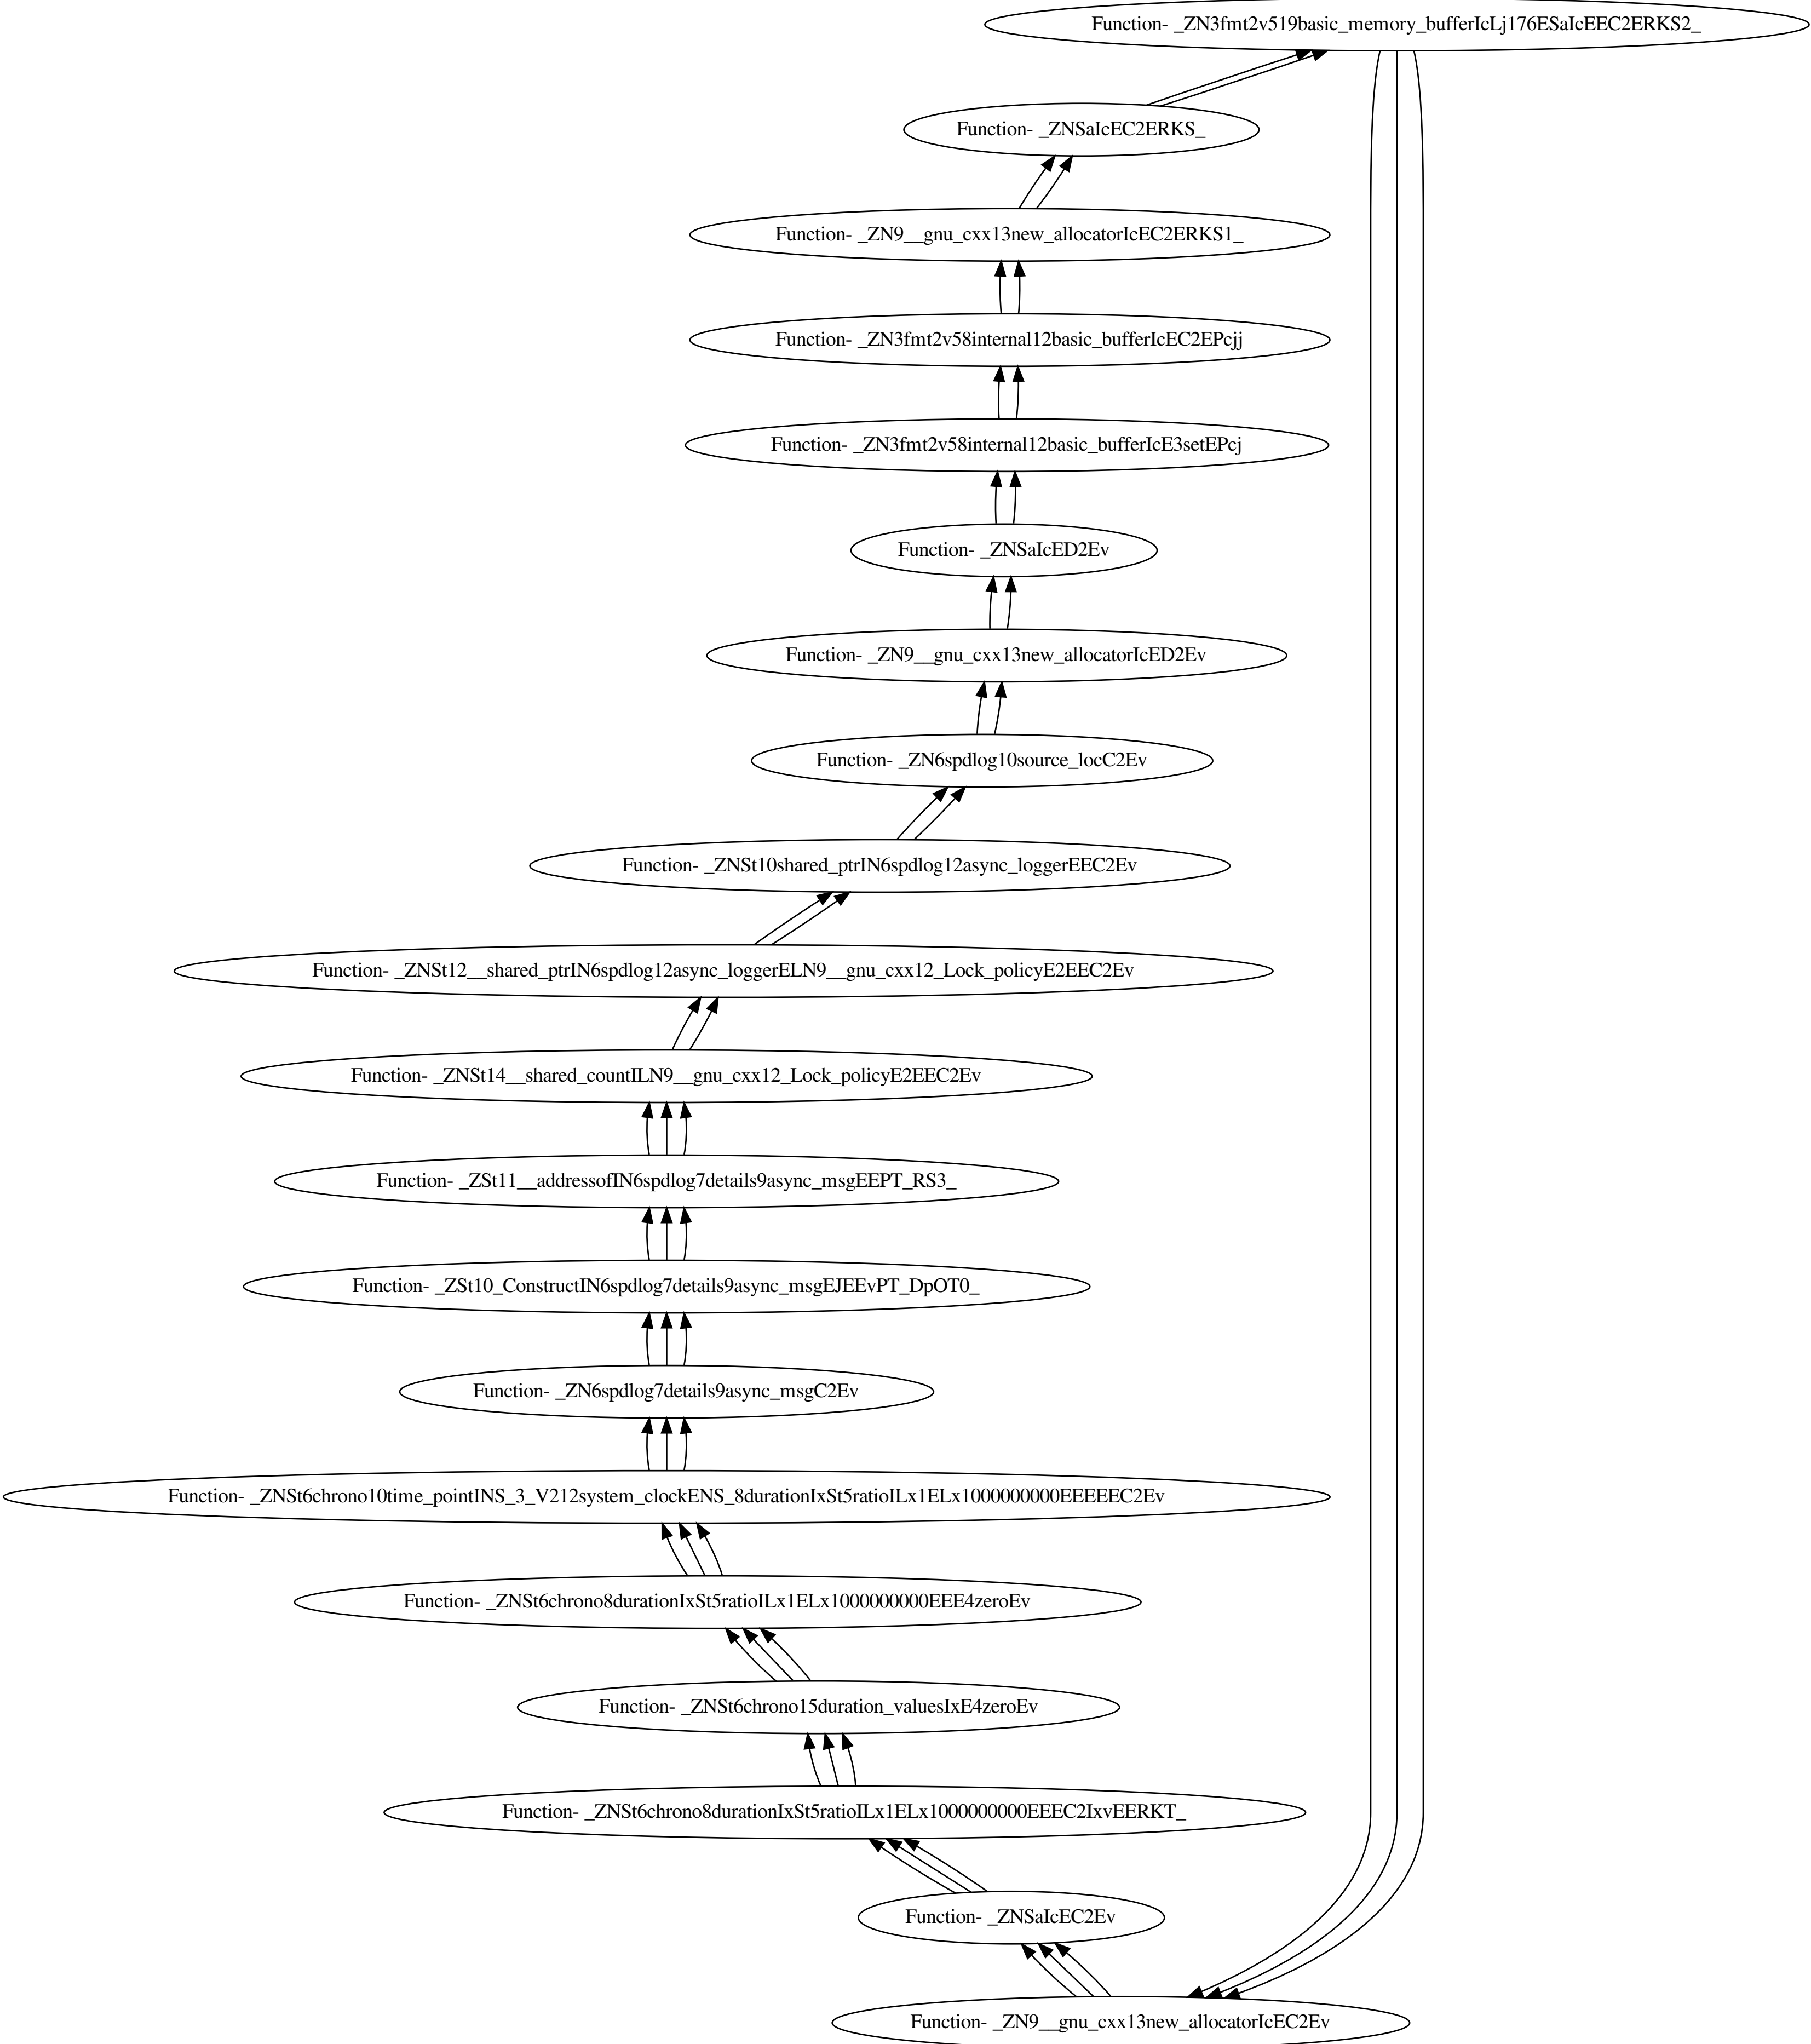 Function- _ZN3fmt2v519basic_memory_bufferIcLj176ESaIcEEC2ERKS2_
Function- _ZNSaIcEC2ERKS_
Function- _ZN9__gnu_cxx13new_allocatorIcEC2ERKS1_
Function- _ZN3fmt2v58internal12basic_bufferIcEC2EPcjj
Function- _ZN3fmt2v58internal12basic_bufferIcE3setEPcj
Function- _ZNSaIcED2Ev
Function- _ZN9__gnu_cxx13new_allocatorIcED2Ev
Function- _ZN6spdlog10source_locC2Ev
Function- _ZNSt10shared_ptrIN6spdlog12async_loggerEEC2Ev
Function- _ZNSt12__shared_ptrIN6spdlog12async_loggerELN9__gnu_cxx12_Lock_policyE2EEC2Ev
Function- _ZNSt14__shared_countILN9__gnu_cxx12_Lock_policyE2EEC2Ev
Function- _ZSt11__addressofIN6spdlog7details9async_msgEEPT_RS3_
Function- _ZSt10_ConstructIN6spdlog7details9async_msgEJEEvPT_DpOT0_
Function- _ZN6spdlog7details9async_msgC2Ev
Function- _ZNSt6chrono10time_pointINS_3_V212system_clockENS_8durationIxSt5ratioILx1ELx1000000000EEEEEC2Ev
Function- _ZNSt6chrono8durationIxSt5ratioILx1ELx1000000000EEE4zeroEv
Function- _ZNSt6chrono15duration_valuesIxE4zeroEv
Function- _ZNSt6chrono8durationIxSt5ratioILx1ELx1000000000EEEC2IxvEERKT_
Function- _ZNSaIcEC2Ev
Function- _ZN9__gnu_cxx13new_allocatorIcEC2Ev